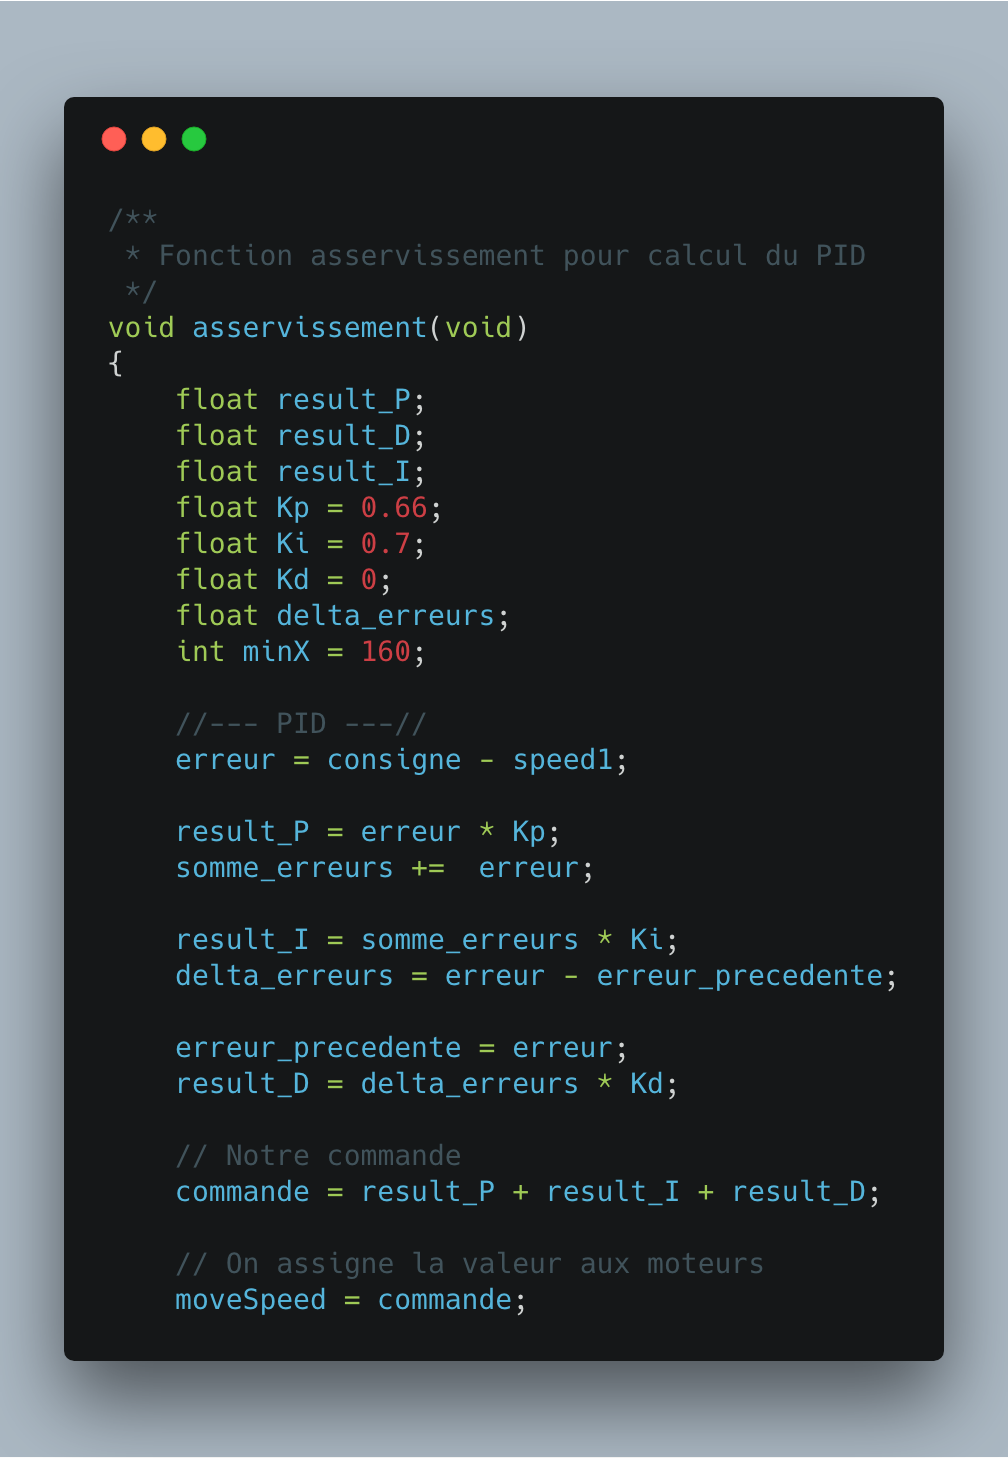 /**
 * Fonction asservissement pour calcul du PID
 */
void asservissement(void)
{
    float result_P;
    float result_D;
    float result_I;
    float Kp = 0.66;
    float Ki = 0.7;
    float Kd = 0;
    float delta_erreurs;
    int minX = 160;

    //--- PID ---//
    erreur = consigne - speed1;

    result_P = erreur * Kp;
    somme_erreurs +=  erreur;

    result_I = somme_erreurs * Ki;
    delta_erreurs = erreur - erreur_precedente;

    erreur_precedente = erreur;
    result_D = delta_erreurs * Kd;

    // Notre commande
    commande = result_P + result_I + result_D;

    // On assigne la valeur aux moteurs
    moveSpeed = commande;